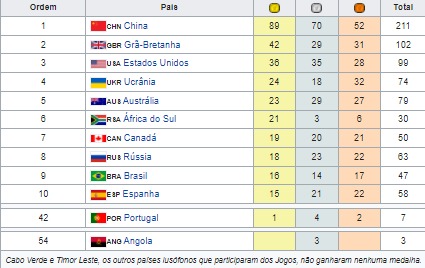 Ordem País Total
1 CHN China 89 70 52 211
2 GBR Grã-Bretanha 42 29 31 102
3 USA Estados Unidos 36 35 28 99
4 UKR Ucrânia 24 18 32 74
5 AUS Austrália 23 29 27 79
6 RSA África do Sul 21 3 6 30
7 CAN Canadá 19 20 21 50
8 RUS Rússia 18 23 22 63
9 BRA Brasil 16 14 17 47
10 ESP Espanha 15 21 22 58
42 POR Portugal 1 4 2 7
54 ANG Angola 3 3
Cabo Verde e Timor Leste, os outros países lusófonos que participaram dos Jogos, não ganharam nenhuma medalha.